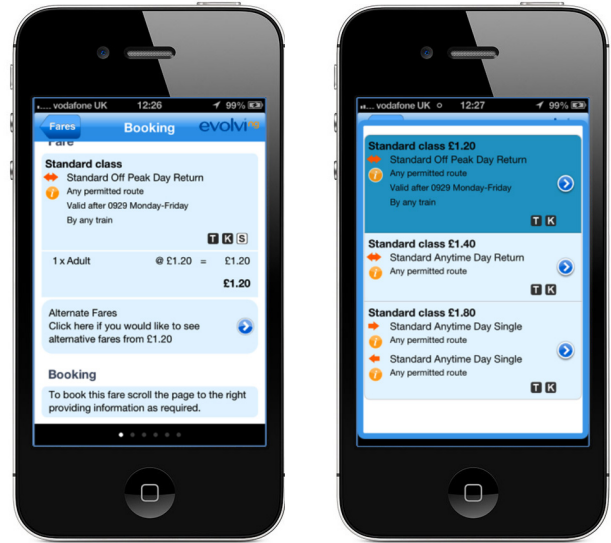 vodafone UK 12:26 99%
Fares Booking evolvi
Fare
Standard class
Standard Off Peak Day Return
i Any permitted route
Valid after 0929 Monday-Friday
By any train
T K S
1 x Adult @ £1.20 = £1.20
£1.20
Alternate Fares
Click here if you would like to see
alternative fares from £1.20
Booking
To book this fare scroll the page to the right
providing information as required.
vodafone UK 12:27 99%
Standard class £1.20
Standard Off Peak Day Return
i Any permitted route
Valid after 0929 Monday-Friday
By any train
T K
Standard class £1.40
Standard Anytime Day Return
i Any permitted route
T K
Standard class £1.80
Standard Anytime Day Single
i Any permitted route
Standard Anytime Day Single
i Any permitted route
T K